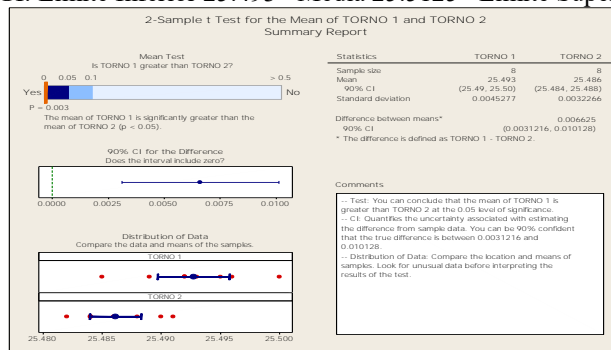 2-Sample t Test for the Mean of TORNO 1 and TORNO 2
Summary Report
Mean Test
Is TORNO 1 greater than TORNO 2?
0 0.05 0.1 > 0.5
Yes No
P = 0.003
The mean of TORNO 1 is significantly greater than the
mean of TORNO 2 (p < 0.05).
90% CI for the Difference
Does the interval include zero?
0.0000 0.0025 0.0050 0.0075 0.0100
Distribution of Data
Compare the data and means of the samples.
TORNO 1
TORNO 2
25.480 25.485 25.490 25.495 25.500
Statistics TORNO 1 TORNO 2
Sample size 8 8
Mean 25.493 25.486
90% CI (25.49, 25.50) (25.484, 25.488)
Standard deviation 0.0045277 0.0032266
Difference between means* 0.006625
90% CI (0.0031216, 0.010128)
* The difference is defined as TORNO 1 - TORNO 2.
Comments
-- Test: You can conclude that the mean of TORNO 1 is
greater than TORNO 2 at the 0.05 level of significance.
-- CI: Quantifies the uncertainty associated with estimating
the difference from sample data. You can be 90% confident
that the true difference is between 0.0031216 and
0.010128.
-- Distribution of Data: Compare the location and means of
samples. Look for unusual data before interpreting the
results of the test.